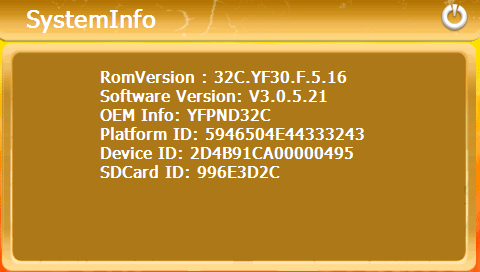 SystemInfo
RomVersion : 32C.YF30.F.5.16
Software Version: V3.0.5.21
OEM Info: YFPND32C
Platform ID: 5946504E44333243
Device ID: 2D4B91CA00000495
SDCard ID: 996E3D2C